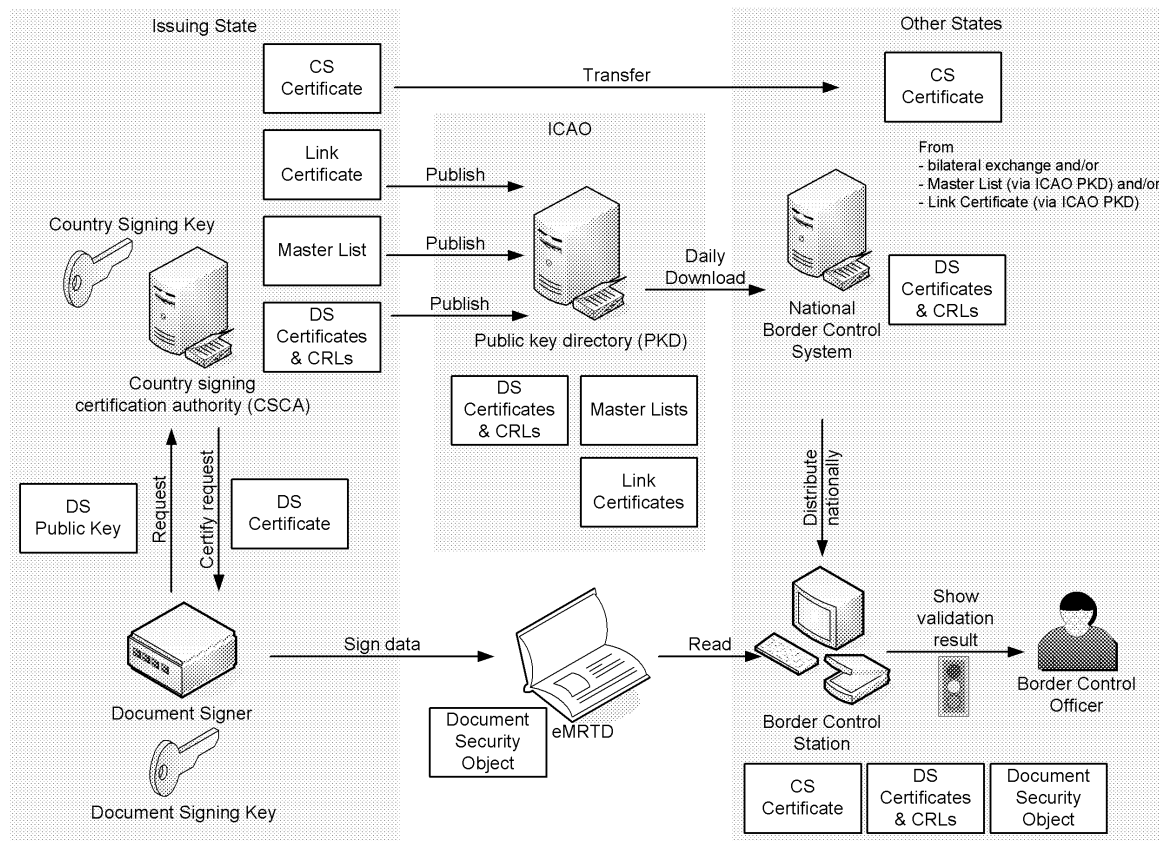 Issuing State
Other States
CS
Certificate
Transfer
CS
Certificate
ICAO
Link
Certificate
Publish
From
- bilateral exchange and/or
- Master List (via ICAO PKD) and/or
- Link Certificate (via ICAO PKD)
Country Signing Key
Master List
Publish
Daily
Download
DS
Certificates
& CRLs
Publish
DS
Certificates
& CRLs
National
Border Control
System
Public key directory (PKD)
Country signing
certification authority (CSCA)
DS
Certificates
& CRLs
Master Lists
Link
Certificates
DS
Public Key
Request
Certify request
DS
Certificate
Distribute
nationally
Sign data
Read
Show
validation
result
Document Signer
Document
Security
Object
eMRTD
Border Control
Station
Border Control
Officer
Document Signing Key
CS
Certificate
DS
Certificates
& CRLs
Document
Security
Object